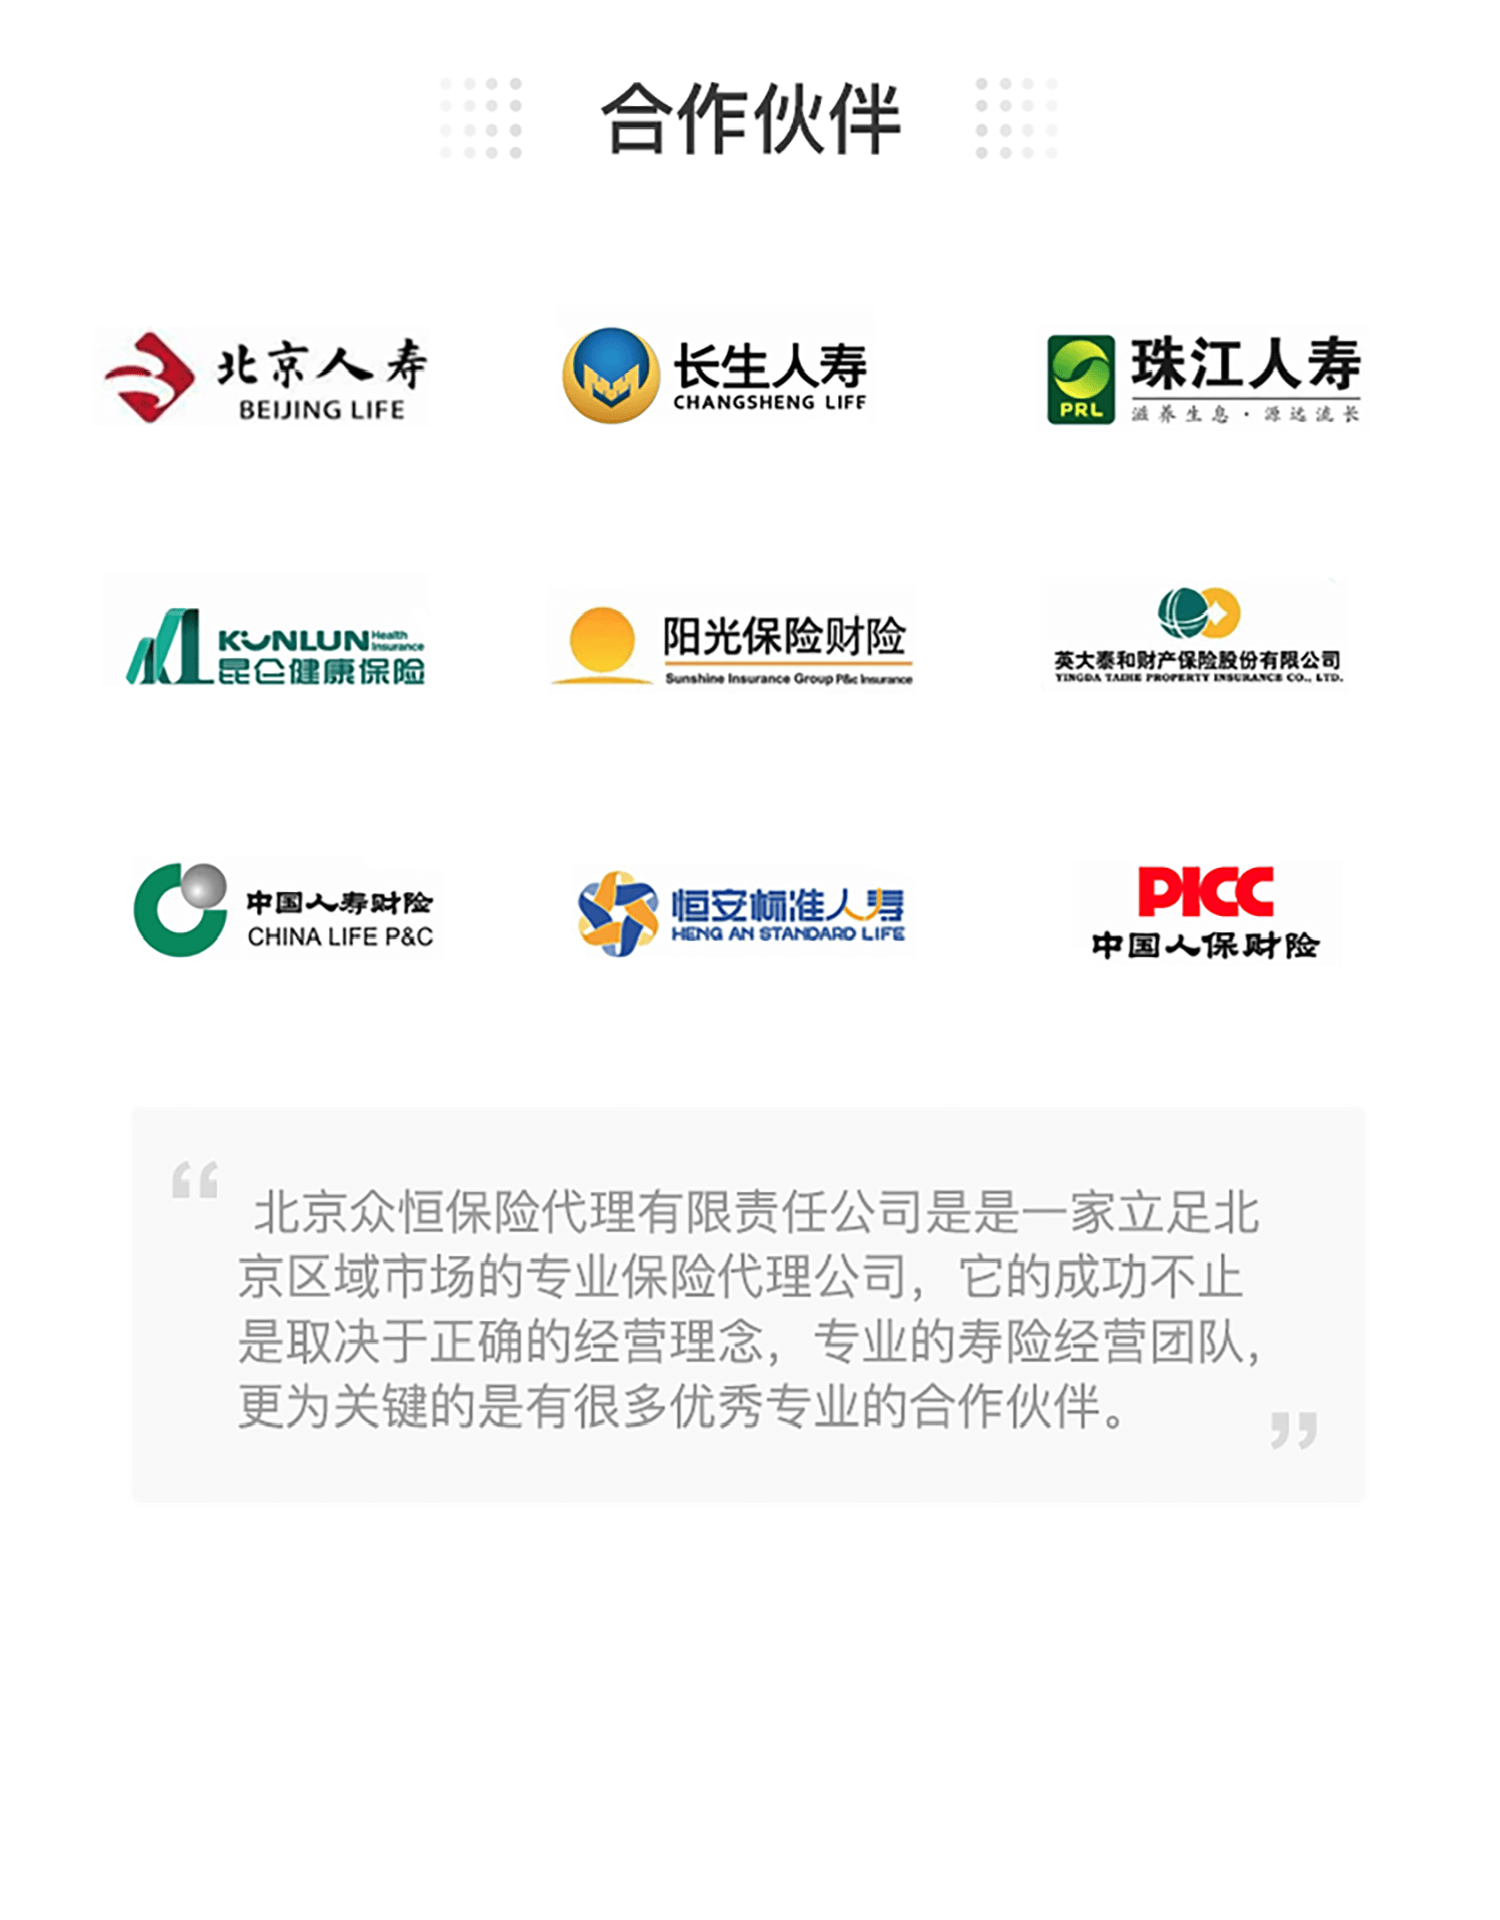 合作伙伴
北京人寿
BEIJING LIFE
长生人寿
CHANGSHENG LIFE
珠江人寿
PRL
滋养生息·源远流长
KUNLUN Health Insurance
昆仑健康保险
阳光保险财险
Sunshine Insurance Group P&c Insurance
英大泰和财产保险股份有限公司
YINGDA TAIHE PROPERTY INSURANCE CO., LTD.
中国人寿财险
CHINA LIFE P&C
恒安标准人寿
HENG AN STANDARD LIFE
PICC
中国人保财险
“
北京众恒保险代理有限责任公司是是一家立足北
京区域市场的专业保险代理公司，它的成功不止
是取决于正确的经营理念，专业的寿险经营团队，
更为关键的是有很多优秀专业的合作伙伴。
”